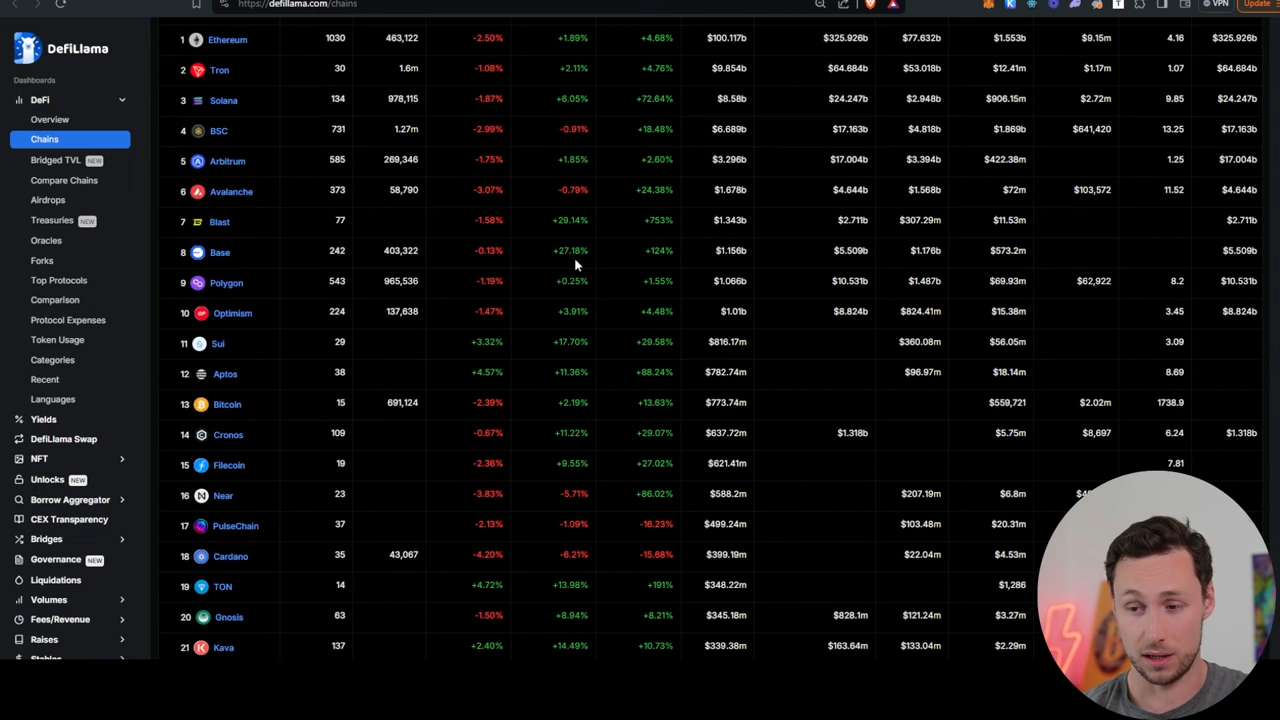 https://defillama.com/chains VPN Update
DefiLlama
Dashboards
DeFi
Overview
Chains
Bridged TVL NEW
Compare Chains
Airdrops
Treasuries NEW
Oracles
Forks
Top Protocols
Comparison
Protocol Expenses
Token Usage
Categories
Recent
Languages
Yields
DefiLlama Swap
NFT
Unlocks NEW
Borrow Aggregator
CEX Transparency
Bridges
Governance NEW
Liquidations
Volumes
Fees/Revenue
Raises
Stables
1 Ethereum 1030 463,122 -2.50% +1.89% +4.68% $100.117b $325.926b $77.632b $1.553b $9.15m 4.16 $325.926b
2 Tron 30 1.6m -1.08% +2.11% +4.76% $9.854b $64.684b $53.018b $12.41m $1.17m 1.07 $64.684b
3 Solana 134 978,115 -1.87% +6.05% +72.64% $8.58b $24.247b $2.948b $906.15m $2.72m 9.85 $24.247b
4 BSC 731 1.27m -2.99% -0.91% +18.48% $6.689b $17.163b $4.818b $1.869b $641,420 13.25 $17.163b
5 Arbitrum 585 269,346 -1.75% +1.85% +2.60% $3.296b $17.004b $3.394b $422.38m 1.25 $17.004b
6 Avalanche 373 58,790 -3.07% -0.79% +24.38% $1.678b $4.644b $1.568b $72m $103,572 11.52 $4.644b
7 Blast 77 -1.58% +29.14% +753% $1.343b $2.711b $307.29m $11.53m $2.711b
8 Base 242 403,322 -0.13% +27.18% +124% $1.156b $5.509b $1.176b $573.2m $5.509b
9 Polygon 543 965,536 -1.19% +0.25% +1.55% $1.066b $10.531b $1.487b $69.93m $62,922 8.2 $10.531b
10 Optimism 224 137,638 -1.47% +3.91% +4.48% $1.01b $8.824b $824.41m $15.38m 3.45 $8.824b
11 Sui 29 +3.32% +17.70% +29.58% $816.17m $360.08m $56.05m 3.09
12 Aptos 38 +4.57% +11.36% +88.24% $782.74m $96.97m $18.14m 8.69
13 Bitcoin 15 691,124 -2.39% +2.19% +13.63% $773.74m $559,721 $2.02m 1738.9
14 Cronos 109 -0.67% +11.22% +29.07% $637.72m $1.318b $5.75m $8,697 6.24 $1.318b
15 Filecoin 19 -2.36% +9.55% +27.02% $621.41m 7.81
16 Near 23 -3.83% -5.71% +86.02% $588.2m $207.19m $6.8m
17 PulseChain 37 -2.13% -1.09% -16.23% $499.24m $103.48m $20.31m
18 Cardano 35 43,067 -4.20% -6.21% -15.68% $399.19m $22.04m $4.53m
19 TON 14 +4.72% +13.98% +191% $348.22m $1,286
20 Gnosis 63 -1.50% +8.94% +8.21% $345.18m $828.1m $121.24m $3.27m
21 Kava 137 +2.40% +14.49% +10.73% $339.38m $163.64m $133.04m $2.29m